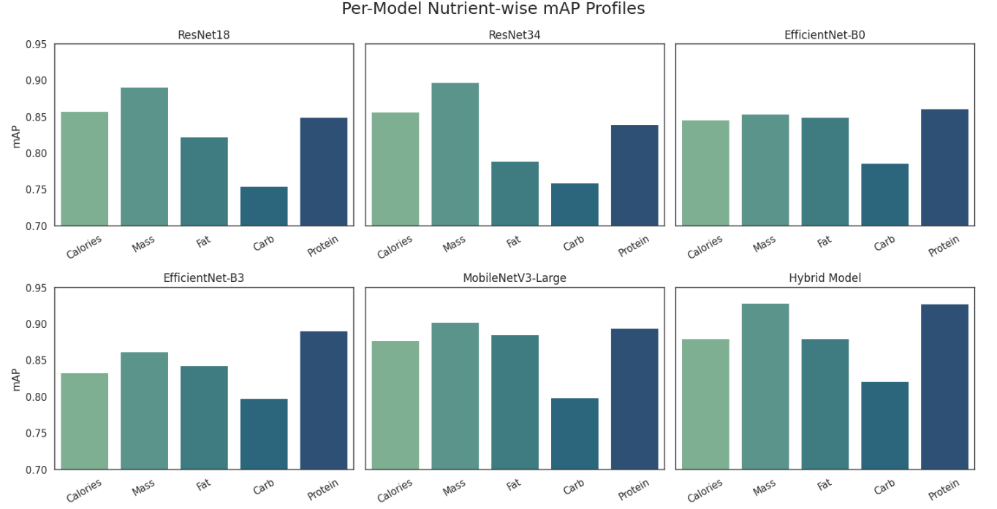 Per-Model Nutrient-wise mAP Profiles
ResNet18
ResNet34
EfficientNet-B0
mAP
0.95
0.90
0.85
0.80
0.75
0.70
Calories Mass Fat Carb Protein
Calories Mass Fat Carb Protein
Calories Mass Fat Carb Protein
EfficientNet-B3
MobileNetV3-Large
Hybrid Model
mAP
0.95
0.90
0.85
0.80
0.75
0.70
Calories Mass Fat Carb Protein
Calories Mass Fat Carb Protein
Calories Mass Fat Carb Protein